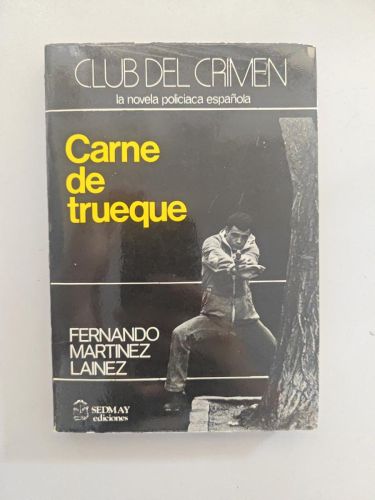 CLUB DEL CRIMEN
la novela policiaca española
Carne
de
trueque
FERNANDO
MARTINEZ
LAINEZ
SEDMAY
ediciones